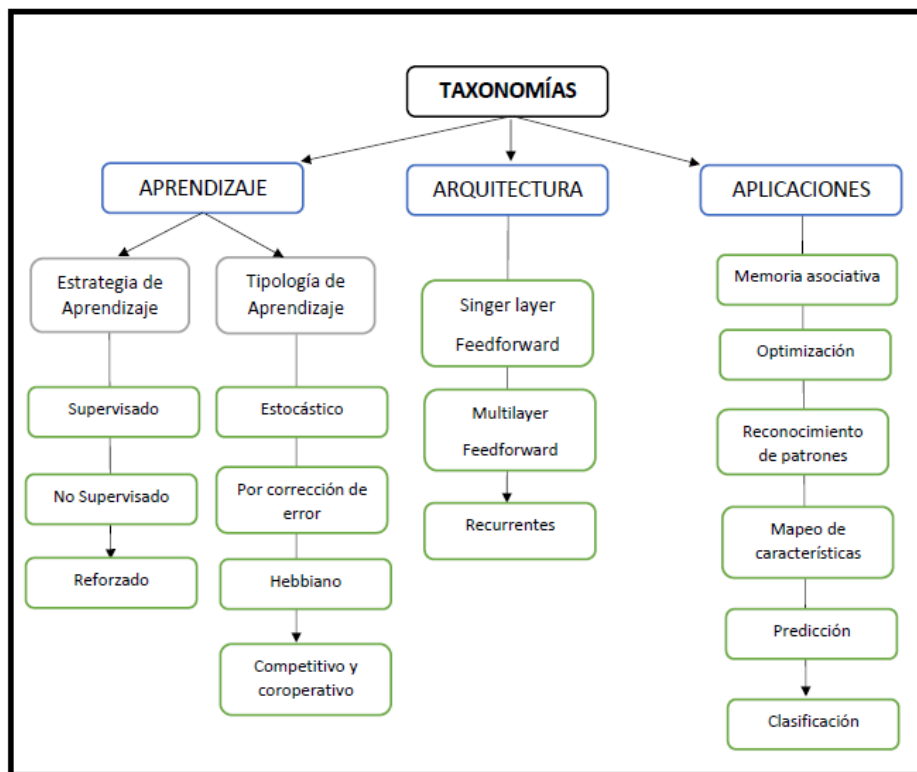 TAXONOMÍAS
APRENDIZAJE
ARQUITECTURA
APLICACIONES
Estrategia de
Aprendizaje
Tipología de
Aprendizaje
Supervisado
No Supervisado
Reforzado
Estocástico
Por corrección de
error
Hebbiano
Competitivo y
coroperativo
Singer layer
Feedforward
Multilayer
Feedforward
Recurrentes
Memoria asociativa
Optimización
Reconocimiento
de patrones
Mapeo de
características
Predicción
Clasificación